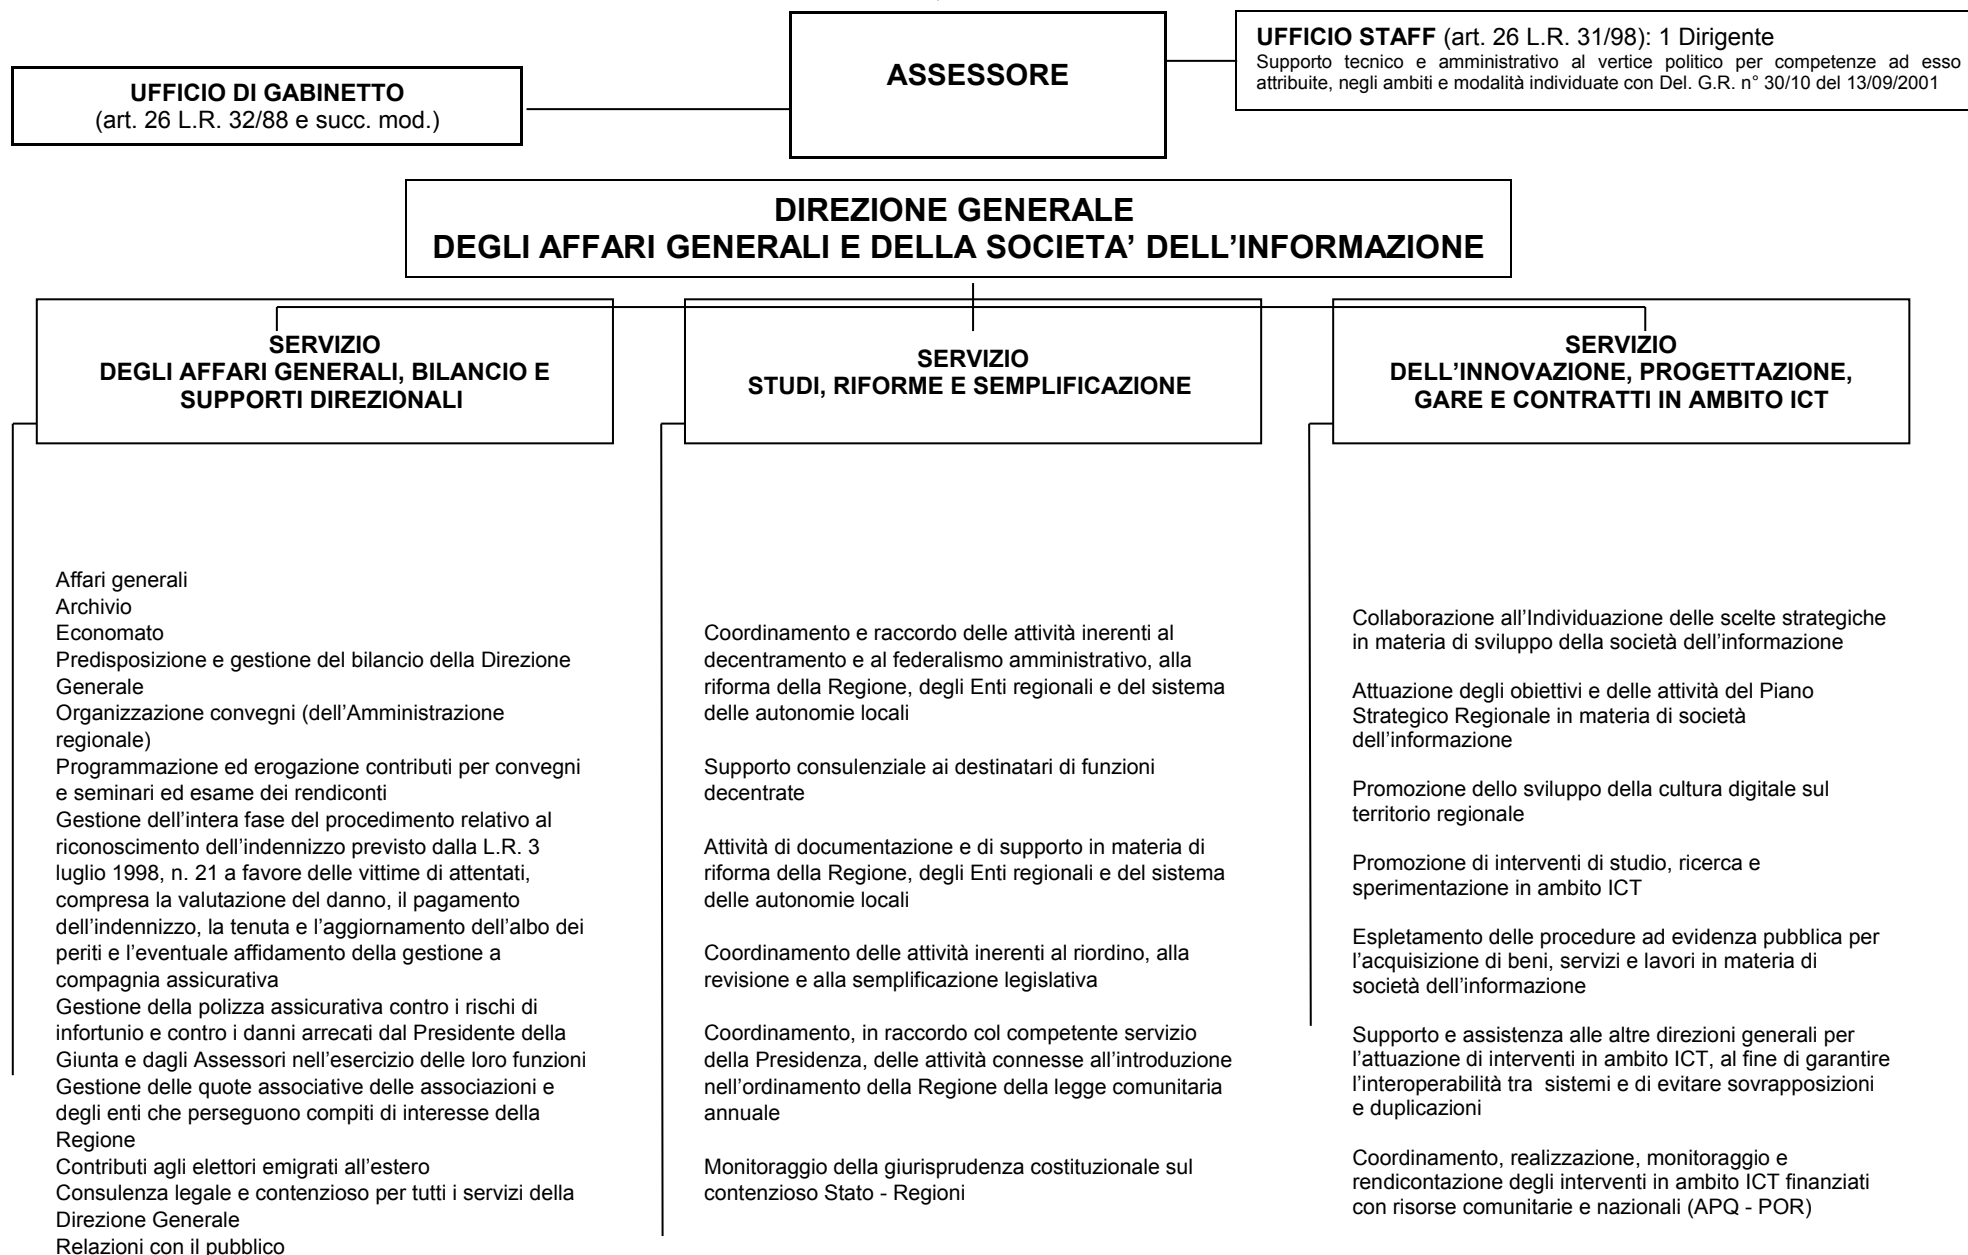 UFFICIO DI GABINETTO
(art. 26 L.R. 32/88 e succ. mod.)
ASSESSORE
UFFICIO STAFF (art. 26 L.R. 31/98): 1 Dirigente
Supporto tecnico e amministrativo al vertice politico per competenze ad esso
attribuite, negli ambiti e modalità individuate con Del. G.R. n° 30/10 del 13/09/2001
DIREZIONE GENERALE
DEGLI AFFARI GENERALI E DELLA SOCIETA’ DELL’INFORMAZIONE
SERVIZIO
DEGLI AFFARI GENERALI, BILANCIO E
SUPPORTI DIREZIONALI
Affari generali
Archivio
Economato
Predisposizione e gestione del bilancio della Direzione
Generale
Organizzazione convegni (dell’Amministrazione
regionale)
Programmazione ed erogazione contributi per convegni
e seminari ed esame dei rendiconti
Gestione dell’intera fase del procedimento relativo al
riconoscimento dell’indennizzo previsto dalla L.R. 3
luglio 1998, n. 21 a favore delle vittime di attentati,
compresa la valutazione del danno, il pagamento
dell’indennizzo, la tenuta e l’aggiornamento dell’albo dei
periti e l’eventuale affidamento della gestione a
compagnia assicurativa
Gestione della polizza assicurativa contro i rischi di
infortunio e contro i danni arrecati dal Presidente della
Giunta e dagli Assessori nell’esercizio delle loro funzioni
Gestione delle quote associative delle associazioni e
degli enti che perseguono compiti di interesse della
Regione
Contributi agli elettori emigrati all’estero
Consulenza legale e contenzioso per tutti i servizi della
Direzione Generale
Relazioni con il pubblico
SERVIZIO
STUDI, RIFORME E SEMPLIFICAZIONE
Coordinamento e raccordo delle attività inerenti al
decentramento e al federalismo amministrativo, alla
riforma della Regione, degli Enti regionali e del sistema
delle autonomie locali
Supporto consulenziale ai destinatari di funzioni
decentrate
Attività di documentazione e di supporto in materia di
riforma della Regione, degli Enti regionali e del sistema
delle autonomie locali
Coordinamento delle attività inerenti al riordino, alla
revisione e alla semplificazione legislativa
Coordinamento, in raccordo col competente servizio
della Presidenza, delle attività connesse all’introduzione
nell’ordinamento della Regione della legge comunitaria
annuale
Monitoraggio della giurisprudenza costituzionale sul
contenzioso Stato - Regioni
SERVIZIO
DELL’INNOVAZIONE, PROGETTAZIONE,
GARE E CONTRATTI IN AMBITO ICT
Collaborazione all’Individuazione delle scelte strategiche
in materia di sviluppo della società dell’informazione
Attuazione degli obiettivi e delle attività del Piano
Strategico Regionale in materia di società
dell’informazione
Promozione dello sviluppo della cultura digitale sul
territorio regionale
Promozione di interventi di studio, ricerca e
sperimentazione in ambito ICT
Espletamento delle procedure ad evidenza pubblica per
l’acquisizione di beni, servizi e lavori in materia di
società dell’informazione
Supporto e assistenza alle altre direzioni generali per
l’attuazione di interventi in ambito ICT, al fine di garantire
l’interoperabilità tra  sistemi e di evitare sovrapposizioni
e duplicazioni
Coordinamento, realizzazione, monitoraggio e
rendicontazione degli interventi in ambito ICT finanziati
con risorse comunitarie e nazionali (APQ - POR)